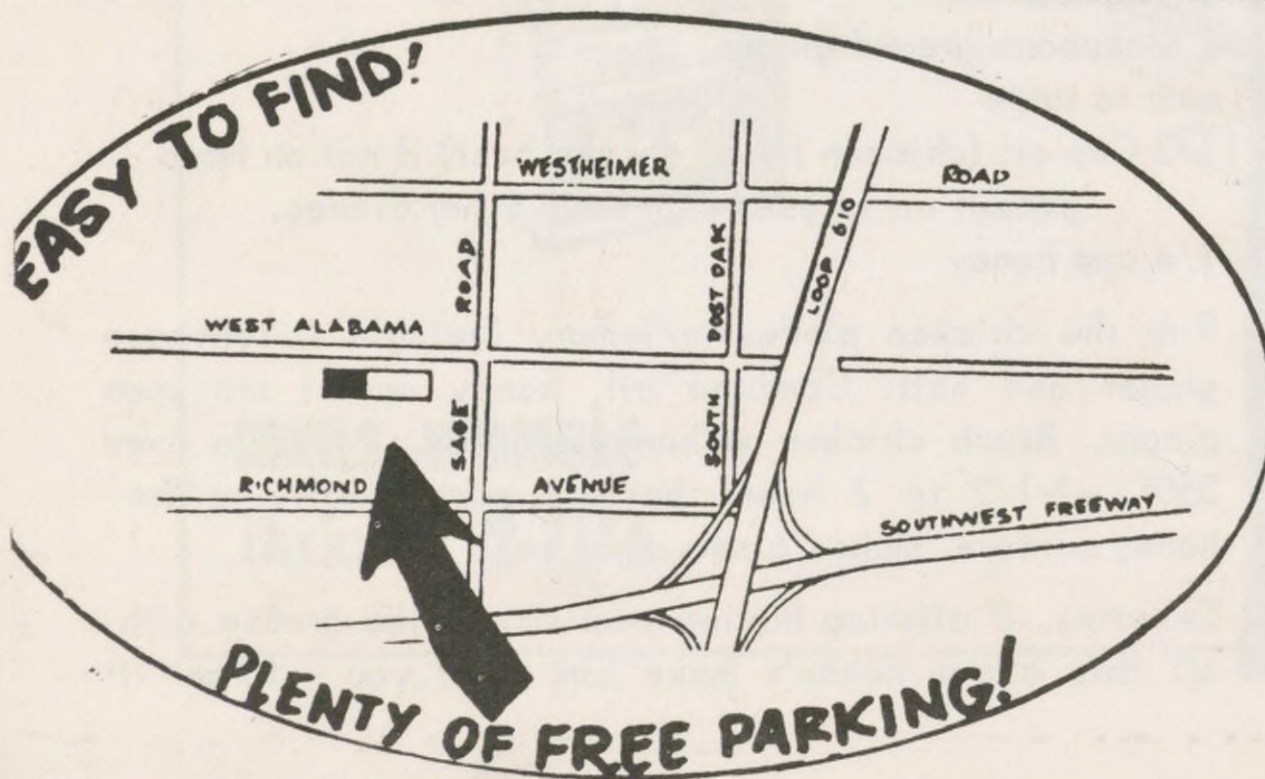 EASY TO FIND!
WESTHEIMER ROAD
SAGE ROAD
SOUTH POST OAK
LOOP 610
WEST ALABAMA
RICHMOND AVENUE
SOUTHWEST FREEWAY
PLENTY OF FREE PARKING!